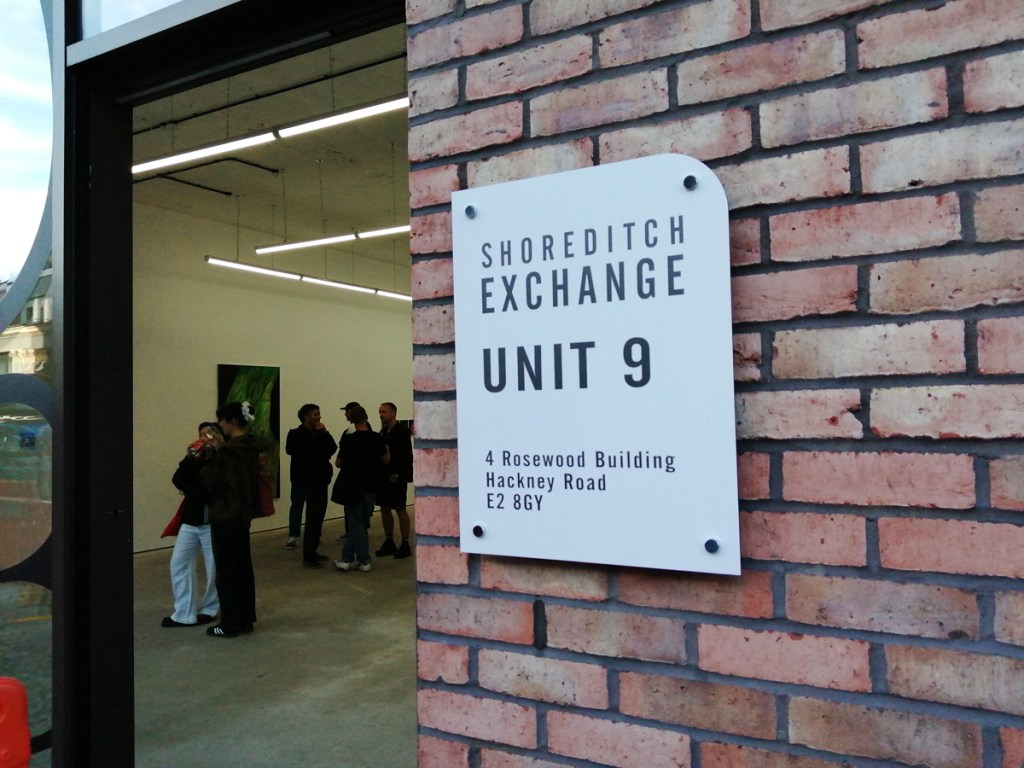 SHOREDITCH
EXCHANGE
UNIT 9
4 Rosewood Building
Hackney Road
E2 8GY